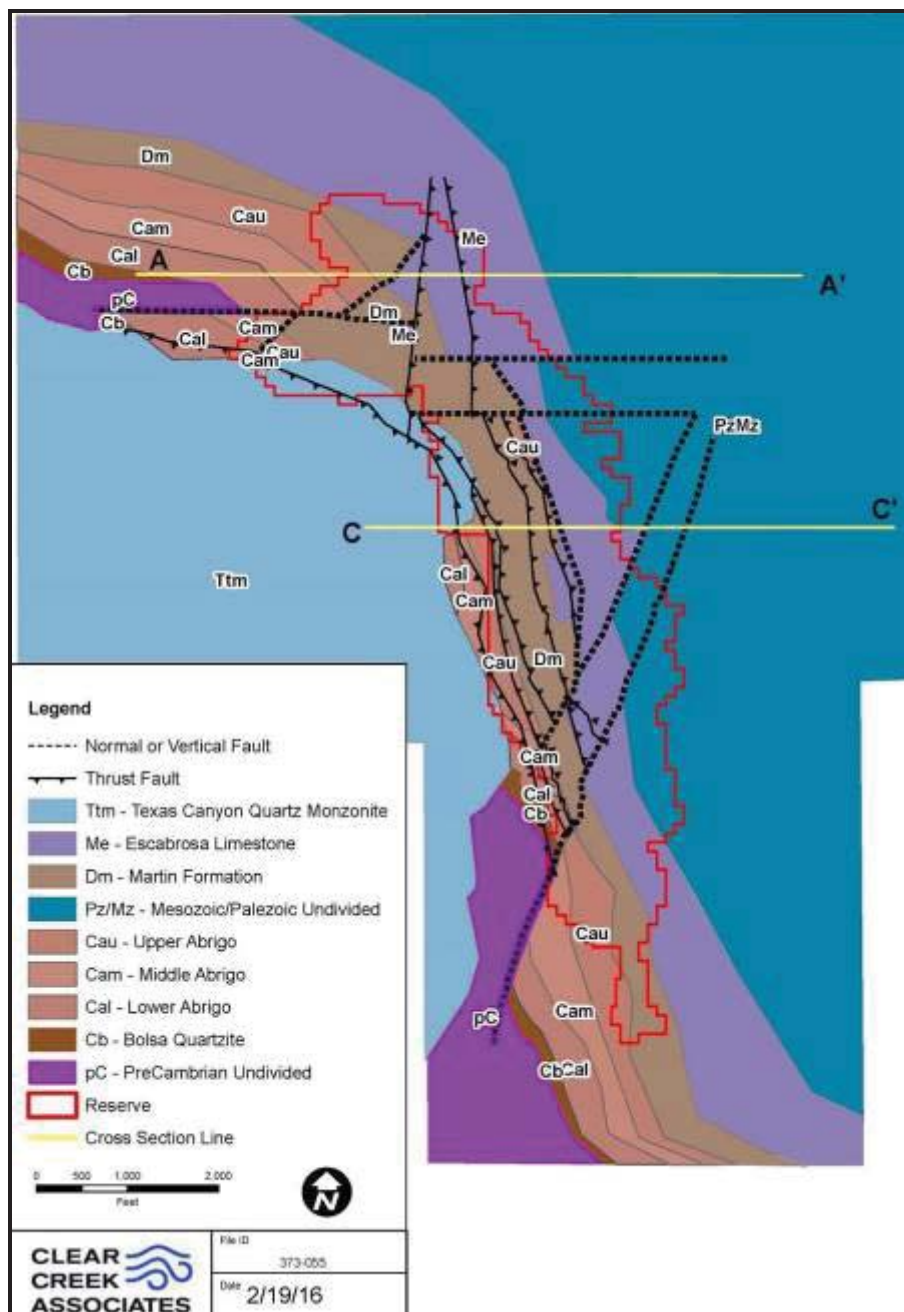 Dm
Cau
Cam
Me
Cal
Cb
A
A'
pC
Dm
Cb
Cam
Cal
Me
Cau
Cam
PzMz
Cau
C
C'
Ttm
Cal
Cam
Cau
Dm
Cam
Cal
Cb
Cau
Cam
pC
CbCal
Legend
Normal or Vertical Fault
Thrust Fault
Ttm - Texas Canyon Quartz Monzonite
Me - Escabrosa Limestone
Dm - Martin Formation
Pz/Mz - Mesozoic/Palezoic Undivided
Cau - Upper Abrigo
Cam - Middle Abrigo
Cal - Lower Abrigo
Cb - Bolsa Quartzite
pC - PreCambrian Undivided
Reserve
Cross Section Line
0 500 1,000 2,000
Feet
N
CLEAR
CREEK
ASSOCIATES
File ID
373-055
Date 2/19/16